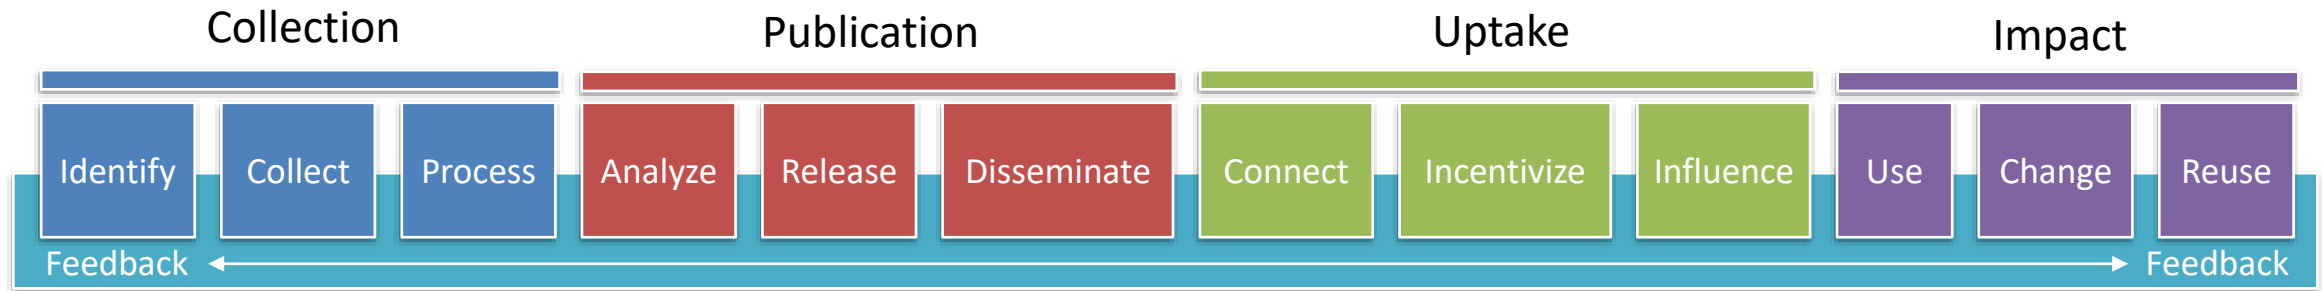 Collection Publication Uptake Impact
Identify Collect Process Analyze Release Disseminate Connect Incentivize Influence Use Change Reuse
Feedback Feedback